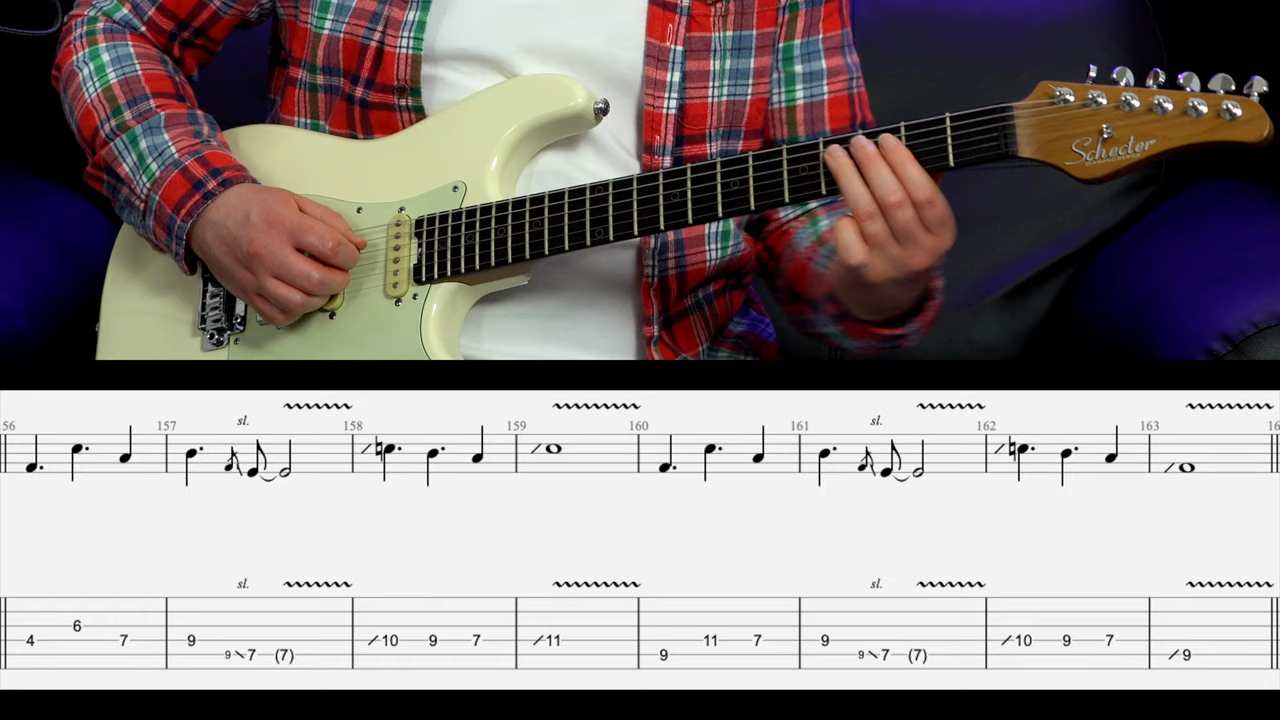 Schecter
sl. sl.
56 157 158 159 160 161 162 163 16
sl. sl.
6
4 7 9 10 9 7 11 11 7 9 10 9 7
9 7 (7) 9 9 7 (7) 9